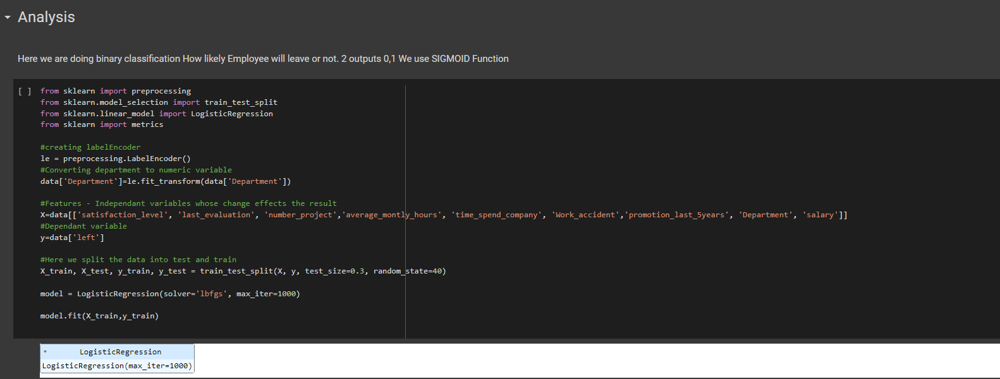 Analysis
Here we are doing binary classification How likely Employee will leave or not. 2 outputs 0,1 We use SIGMOID Function
[ ] from sklearn import preprocessing
from sklearn.model_selection import train_test_split
from sklearn.linear_model import LogisticRegression
from sklearn import metrics
#creating labelEncoder
le = preprocessing.LabelEncoder()
#Converting department to numeric variable
data['Department']=le.fit_transform(data['Department'])
#Features - Independant variables whose change effects the result
X=data[['satisfaction_level', 'last_evaluation', 'number_project','average_montly_hours', 'time_spend_company', 'Work_accident','promotion_last_5years', 'Department', 'salary']]
#Dependant variable
y=data['left']
#Here we split the data into test and train
X_train, X_test, y_train, y_test = train_test_split(X, y, test_size=0.3, random_state=40)
model = LogisticRegression(solver='lbfgs', max_iter=1000)
model.fit(X_train,y_train)
LogisticRegression
LogisticRegression(max_iter=1000)